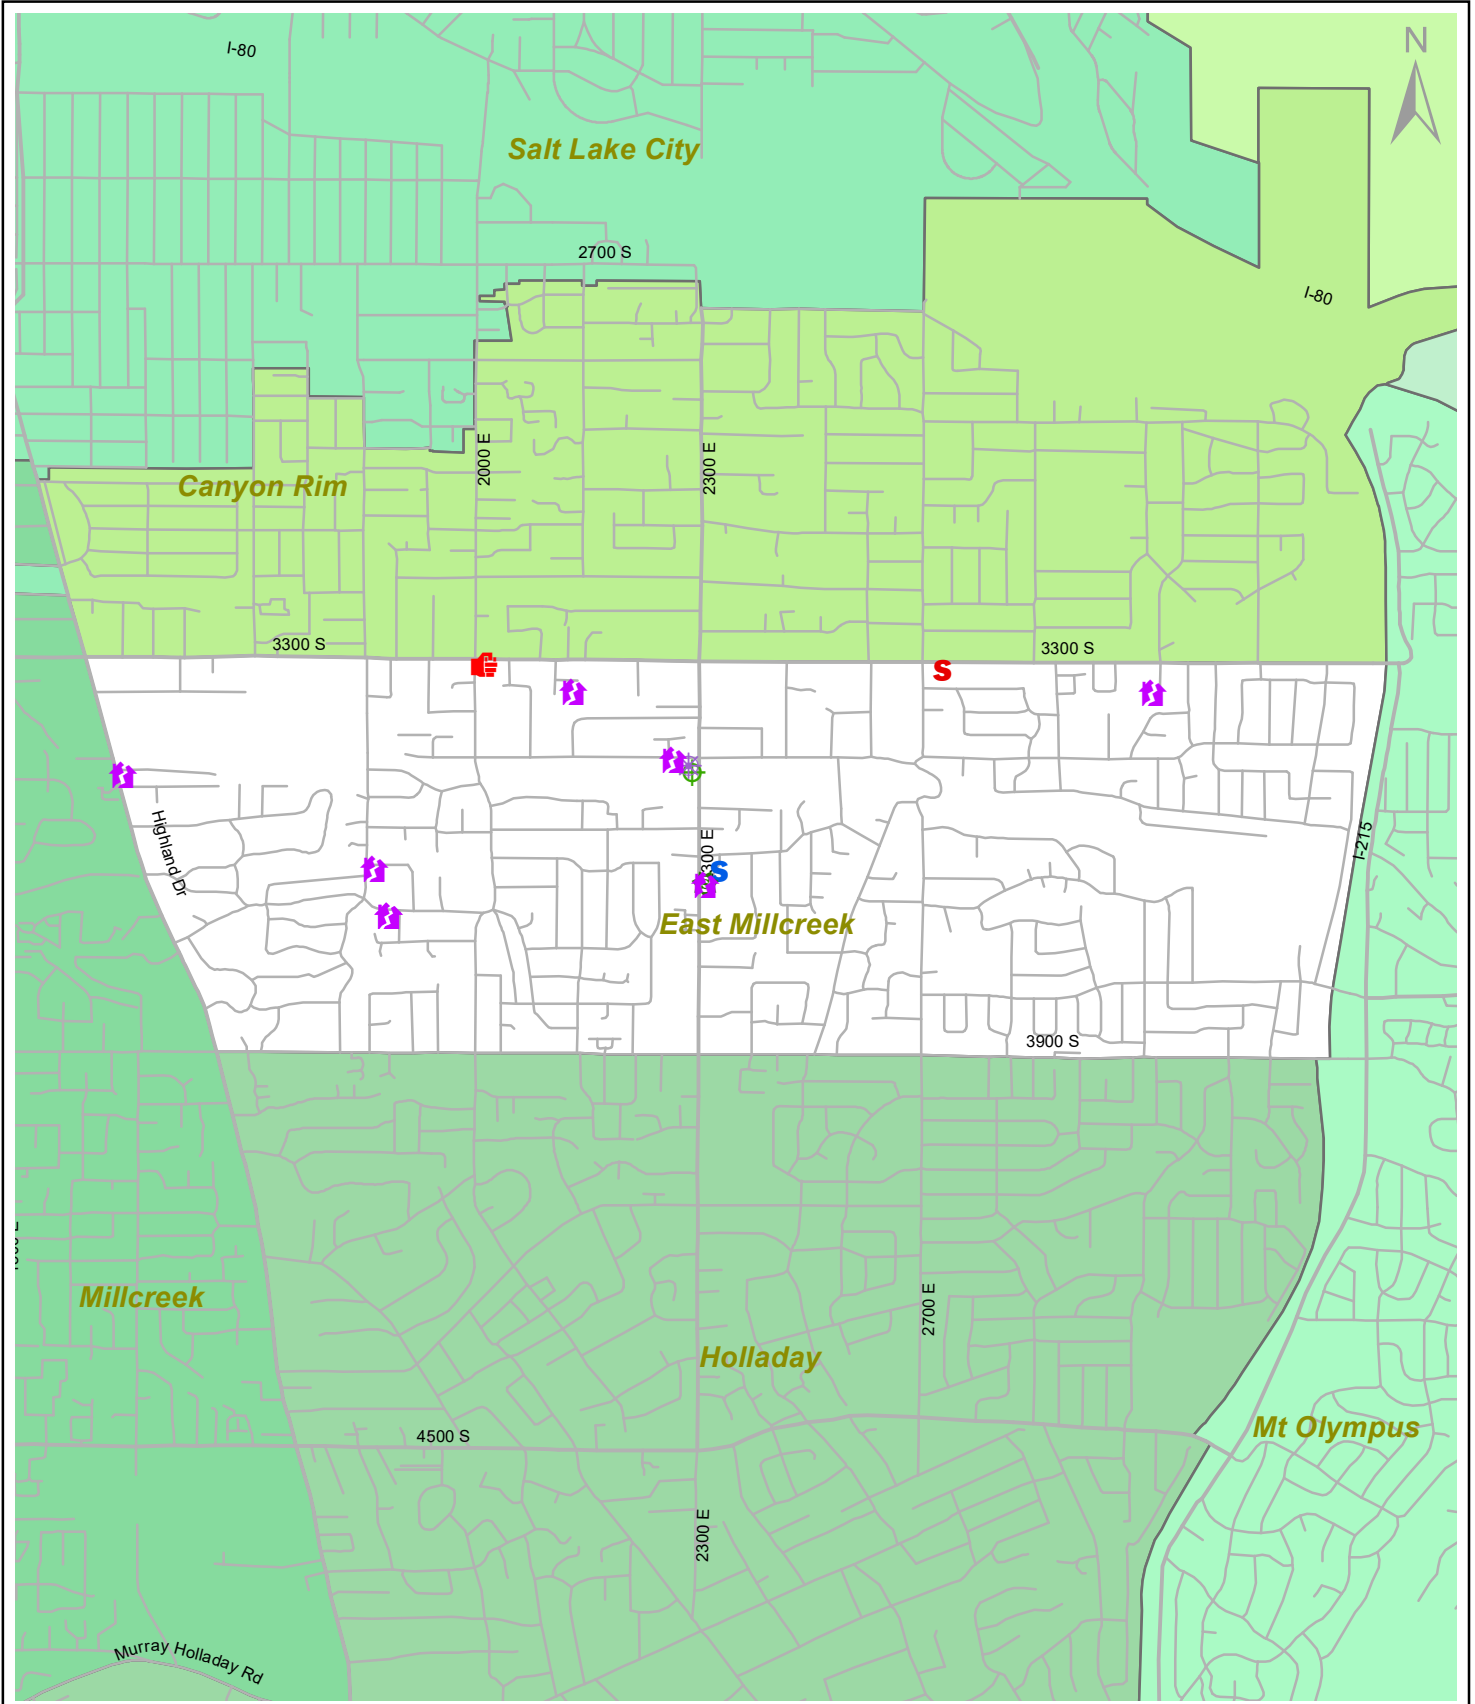 I-80
N
Salt Lake City
2700 S
I-80
2000 E
2300 E
Canyon Rim
3300 S
3300 S
S
Highland Dr
I-215
300 E
S
East Millcreek
3900 S
Millcreek
2700 E
Holladay
Mt Olympus
4500 S
2300 E
Murray Holladay Rd